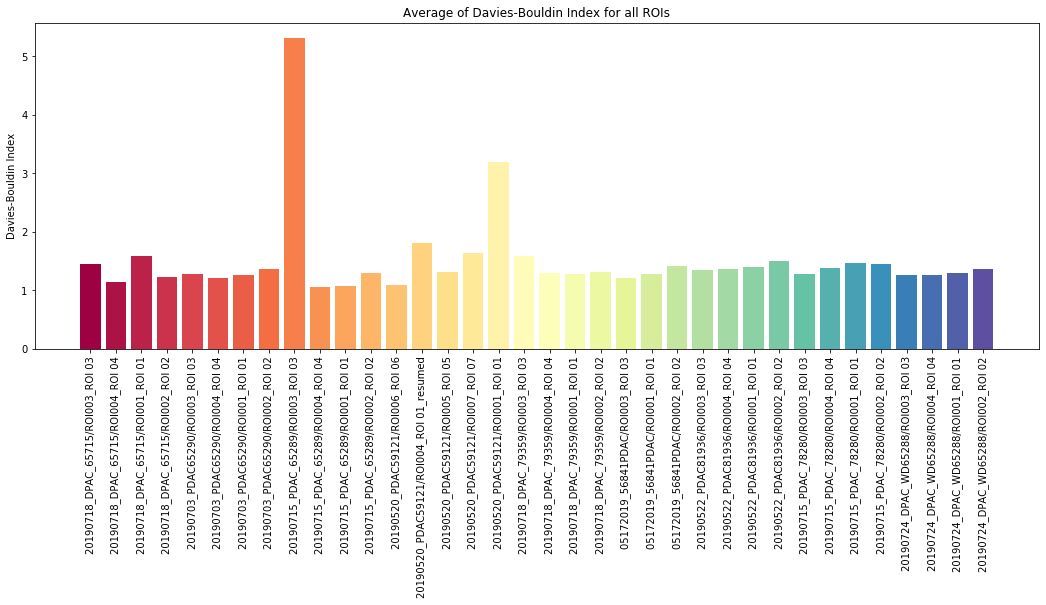 Average of Davies-Bouldin Index for all ROIs
Davies-Bouldin Index
5
4
3
2
1
0
20190718_DPAC_65715/ROI003_ROI 03
20190718_DPAC_65715/ROI004_ROI 04
20190718_DPAC_65715/ROI001_ROI 01
20190718_DPAC_65715/ROI002_ROI 02
20190703_PDAC65290/ROI003_ROI 03
20190703_PDAC65290/ROI004_ROI 04
20190703_PDAC65290/ROI001_ROI 01
20190703_PDAC65290/ROI002_ROI 02
20190715_PDAC_65289/ROI003_ROI 03
20190715_PDAC_65289/ROI004_ROI 04
20190715_PDAC_65289/ROI001_ROI 01
20190715_PDAC_65289/ROI002_ROI 02
20190520_PDAC59121/ROI006_ROI 06
20190520_PDAC59121/ROI004_ROI 01_resumed
20190520_PDAC59121/ROI005_ROI 05
20190520_PDAC59121/ROI007_ROI 07
20190520_PDAC59121/ROI001_ROI 01
20190718_DPAC_79359/ROI003_ROI 03
20190718_DPAC_79359/ROI004_ROI 04
20190718_DPAC_79359/ROI001_ROI 01
20190718_DPAC_79359/ROI002_ROI 02
05172019_56841PDAC/ROI003_ROI 03
05172019_56841PDAC/ROI001_ROI 01
05172019_56841PDAC/ROI002_ROI 02
20190522_PDAC81936/ROI003_ROI 03
20190522_PDAC81936/ROI004_ROI 04
20190522_PDAC81936/ROI001_ROI 01
20190522_PDAC81936/ROI002_ROI 02
20190715_PDAC_78280/ROI003_ROI 03
20190715_PDAC_78280/ROI004_ROI 04
20190715_PDAC_78280/ROI001_ROI 01
20190715_PDAC_78280/ROI002_ROI 02
20190724_DPAC_WD65288/ROI003_ROI 03
20190724_DPAC_WD65288/ROI004_ROI 04
20190724_DPAC_WD65288/ROI001_ROI 01
20190724_DPAC_WD65288/ROI002_ROI 02